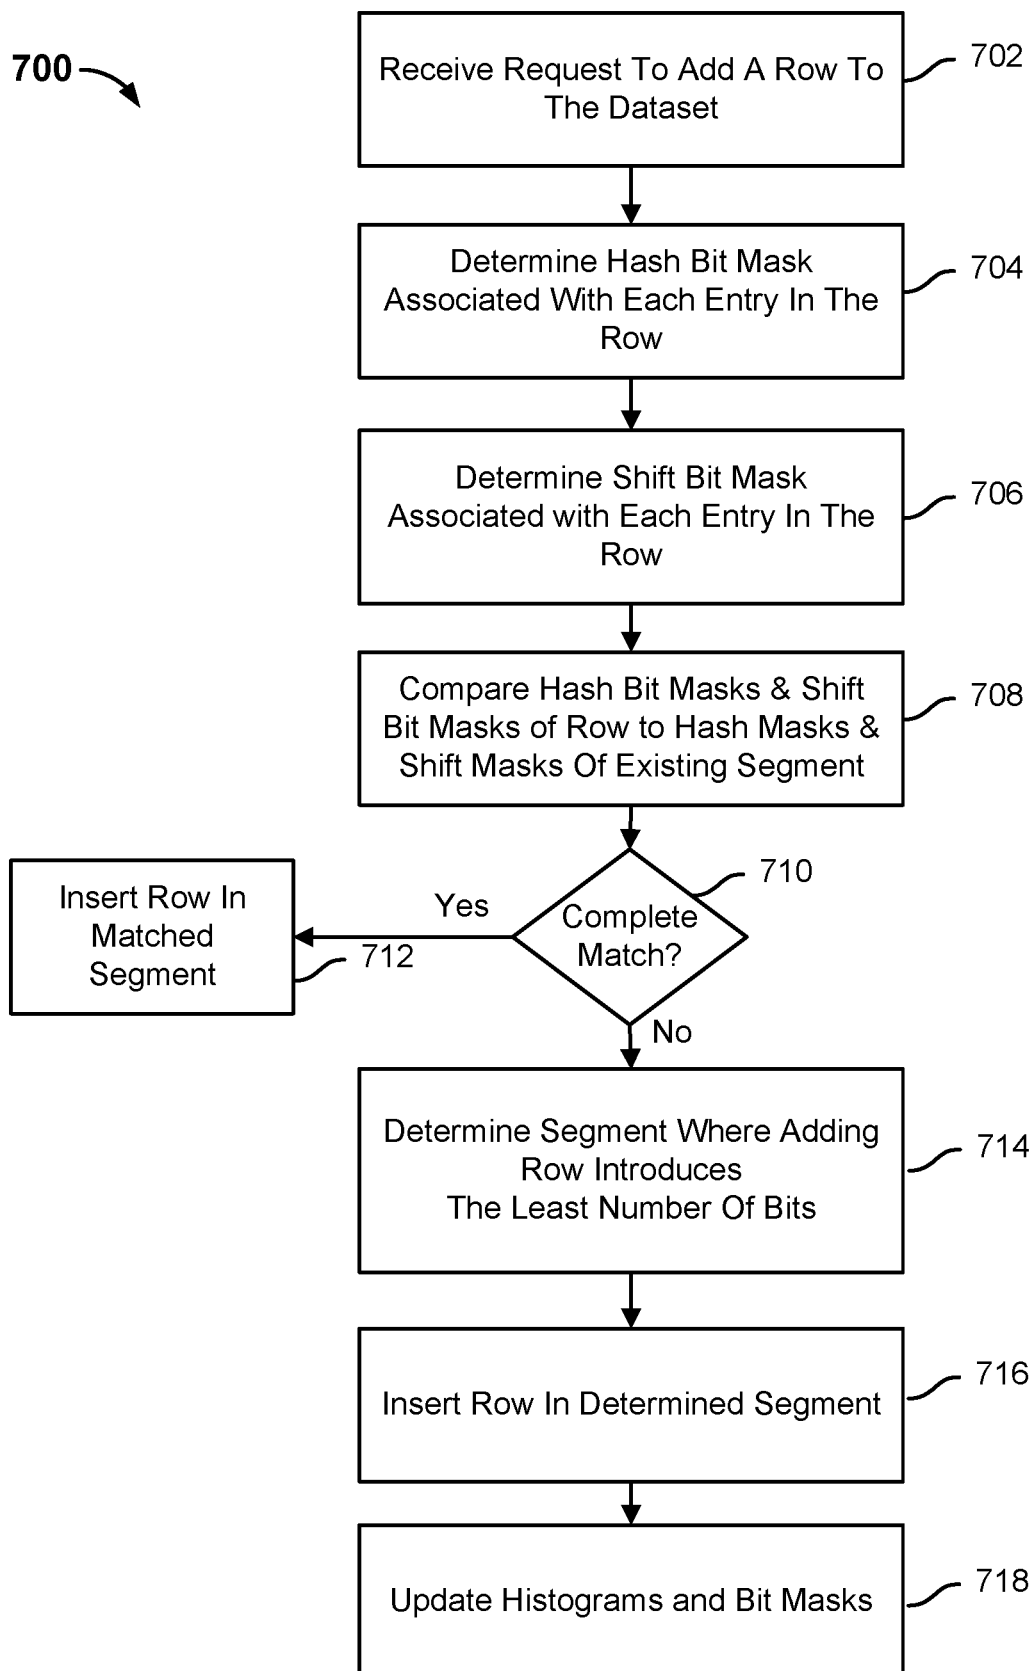 700
Receive Request To Add A Row To
The Dataset
702
Determine Hash Bit Mask
Associated With Each Entry In The
Row
704
Determine Shift Bit Mask
Associated with Each Entry In The
Row
706
Compare Hash Bit Masks & Shift
Bit Masks of Row to Hash Masks &
Shift Masks Of Existing Segment
708
Complete
Match?
710
Yes
Insert Row In
Matched
Segment
712
No
Determine Segment Where Adding
Row Introduces
The Least Number Of Bits
714
Insert Row In Determined Segment
716
Update Histograms and Bit Masks
718